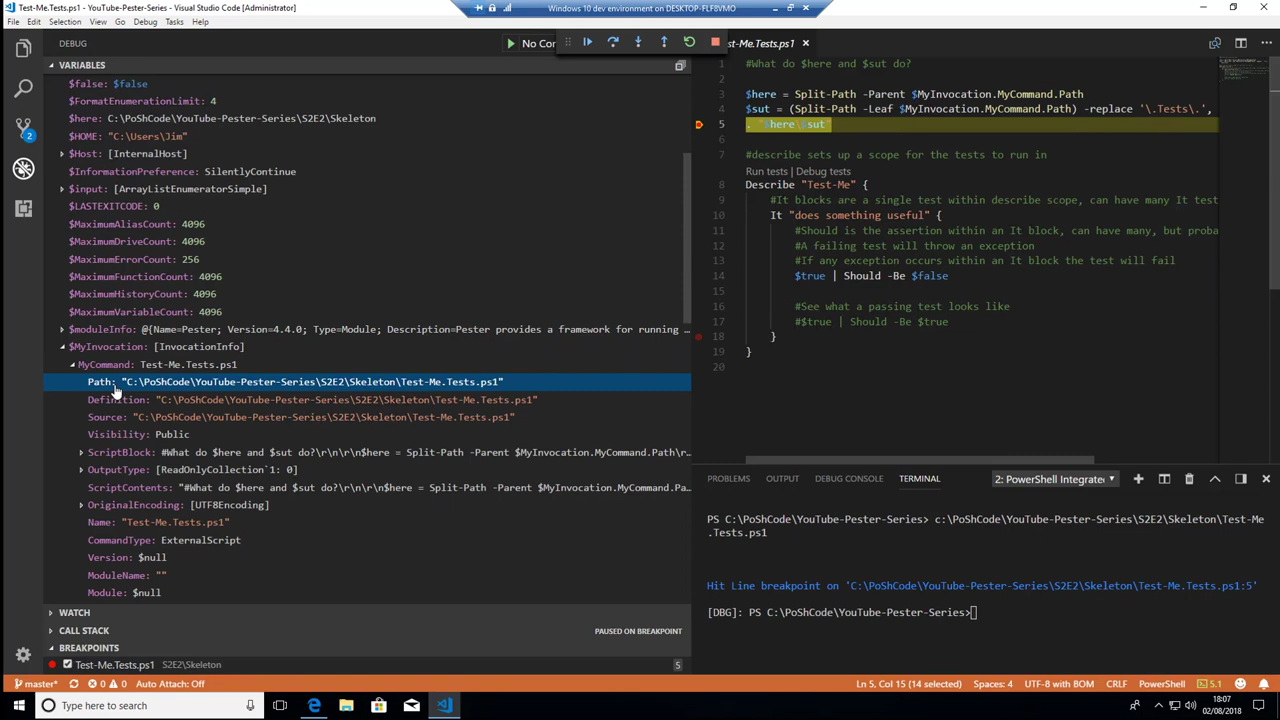 Test-Me.Tests.ps1 - Visual Studio Code [Administrator]
Windows 10 dev environment on DESKTOP-FLF8VMO
File Edit Selection View Go Debug Tasks Help
DEBUG
No Con
st-Me.Tests.ps1
VARIABLES
$false: $false
$FormatEnumerationLimit: 4
$here: C:\PoShCode\YouTube-Pester-Series\S2E2\Skeleton
$HOME: "C:\Users\Jim"
$Host: [InternalHost]
$InformationPreference: SilentlyContinue
$input: [ArrayListEnumeratorSimple]
$LASTEXITCODE: 0
$MaximumAliasCount: 4096
$MaximumDriveCount: 4096
$MaximumErrorCount: 256
$MaximumFunctionCount: 4096
$MaximumHistoryCount: 4096
$MaximumVariableCount: 4096
$moduleInfo: @{Name=Pester; Version=4.4.0; Type=Module; Description=Pester provides a framework for running …
$MyInvocation: [InvocationInfo]
MyCommand: Test-Me.Tests.ps1
Path: "C:\PoShCode\YouTube-Pester-Series\S2E2\Skeleton\Test-Me.Tests.ps1"
Definition: "C:\PoShCode\YouTube-Pester-Series\S2E2\Skeleton\Test-Me.Tests.ps1"
Source: "C:\PoShCode\YouTube-Pester-Series\S2E2\Skeleton\Test-Me.Tests.ps1"
Visibility: Public
ScriptBlock: #What do $here and $sut do?\r\n\r\n$here = Split-Path -Parent $MyInvocation.MyCommand.Path\r…
OutputType: [ReadOnlyCollection`1: 0]
ScriptContents: "#What do $here and $sut do?\r\n\r\n$here = Split-Path -Parent $MyInvocation.MyCommand.Pa…
OriginalEncoding: [UTF8Encoding]
Name: "Test-Me.Tests.ps1"
CommandType: ExternalScript
Version: $null
ModuleName: ""
Module: $null
WATCH
CALL STACK PAUSED ON BREAKPOINT
BREAKPOINTS
Test-Me.Tests.ps1 S2E2\Skeleton 5
1 #What do $here and $sut do?
2
3 $here = Split-Path -Parent $MyInvocation.MyCommand.Path
4 $sut = (Split-Path -Leaf $MyInvocation.MyCommand.Path) -replace '\.Tests\.',
5 . "$here\$sut"
6
7 #describe sets up a scope for the tests to run in
Run tests | Debug tests
8 Describe "Test-Me" {
9 #It blocks are a single test within describe scope, can have many It test
10 It "does something useful" {
11 #Should is the assertion within an It block, can have many, but proba
12 #A failing test will throw an exception
13 #If any exception occurs within an It block the test will fail
14 $true | Should -Be $false
15
16 #See what a passing test looks like
17 #$true | Should -Be $true
18 }
19 }
20
PROBLEMS OUTPUT DEBUG CONSOLE TERMINAL
2: PowerShell Integrate
PS C:\PoShCode\YouTube-Pester-Series> c:\PoShCode\YouTube-Pester-Series\S2E2\Skeleton\Test-Me
.Tests.ps1
Hit Line breakpoint on 'C:\PoShCode\YouTube-Pester-Series\S2E2\Skeleton\Test-Me.Tests.ps1:5'
[DBG]: PS C:\PoShCode\YouTube-Pester-Series>
2
master* 0 0 Auto Attach: Off
Ln 5, Col 15 (14 selected) Spaces: 4 UTF-8 with BOM CRLF PowerShell 5.1
Type here to search
18:07
02/08/2018